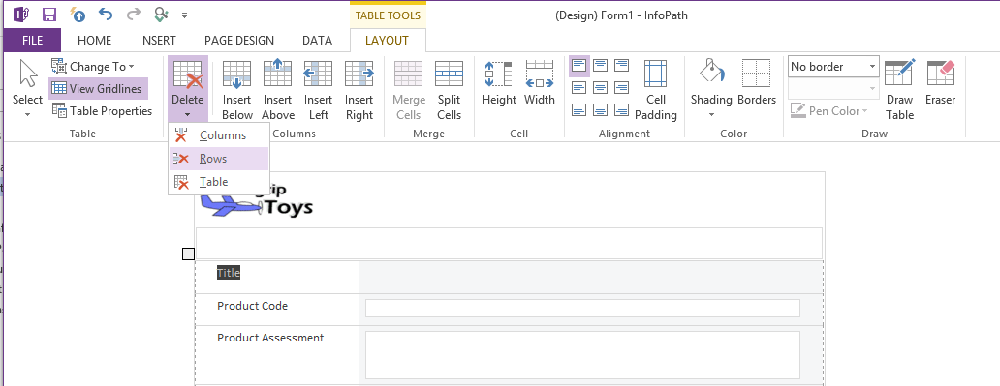 TABLE TOOLS
(Design) Form1 - InfoPath
FILE HOME INSERT PAGE DESIGN DATA LAYOUT
Select
Change To
View Gridlines
Table Properties
Table
Delete
Insert Below
Insert Above
Insert Left
Insert Right
Columns
Merge Cells
Split Cells
Merge
Height
Width
Cell
Cell Padding
Alignment
Shading
Borders
Color
No border
Pen Color
Draw Table
Eraser
Draw
Columns
Rows
Table
Toys
Title
Product Code
Product Assessment